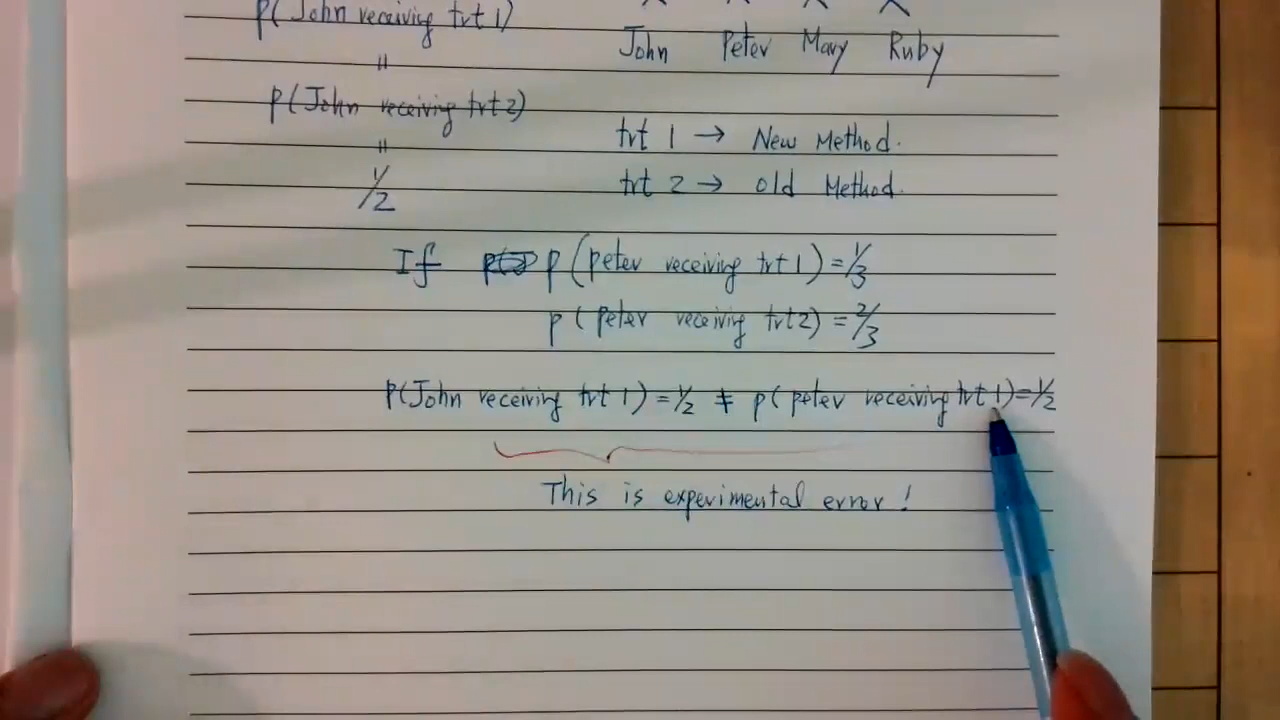 P(John receiving trt 1)
John Peter Mary Ruby
=
P(John receiving trt 2)
=
1/2
trt 1 → New Method.
trt 2 → old Method.
If p(peter receiving trt 1) = 1/3
p(peter receiving trt 2) = 2/3
P(John receiving trt 1) = 1/2 ≠ p(peter receiving trt 1) = 1/2
This is experimental error!